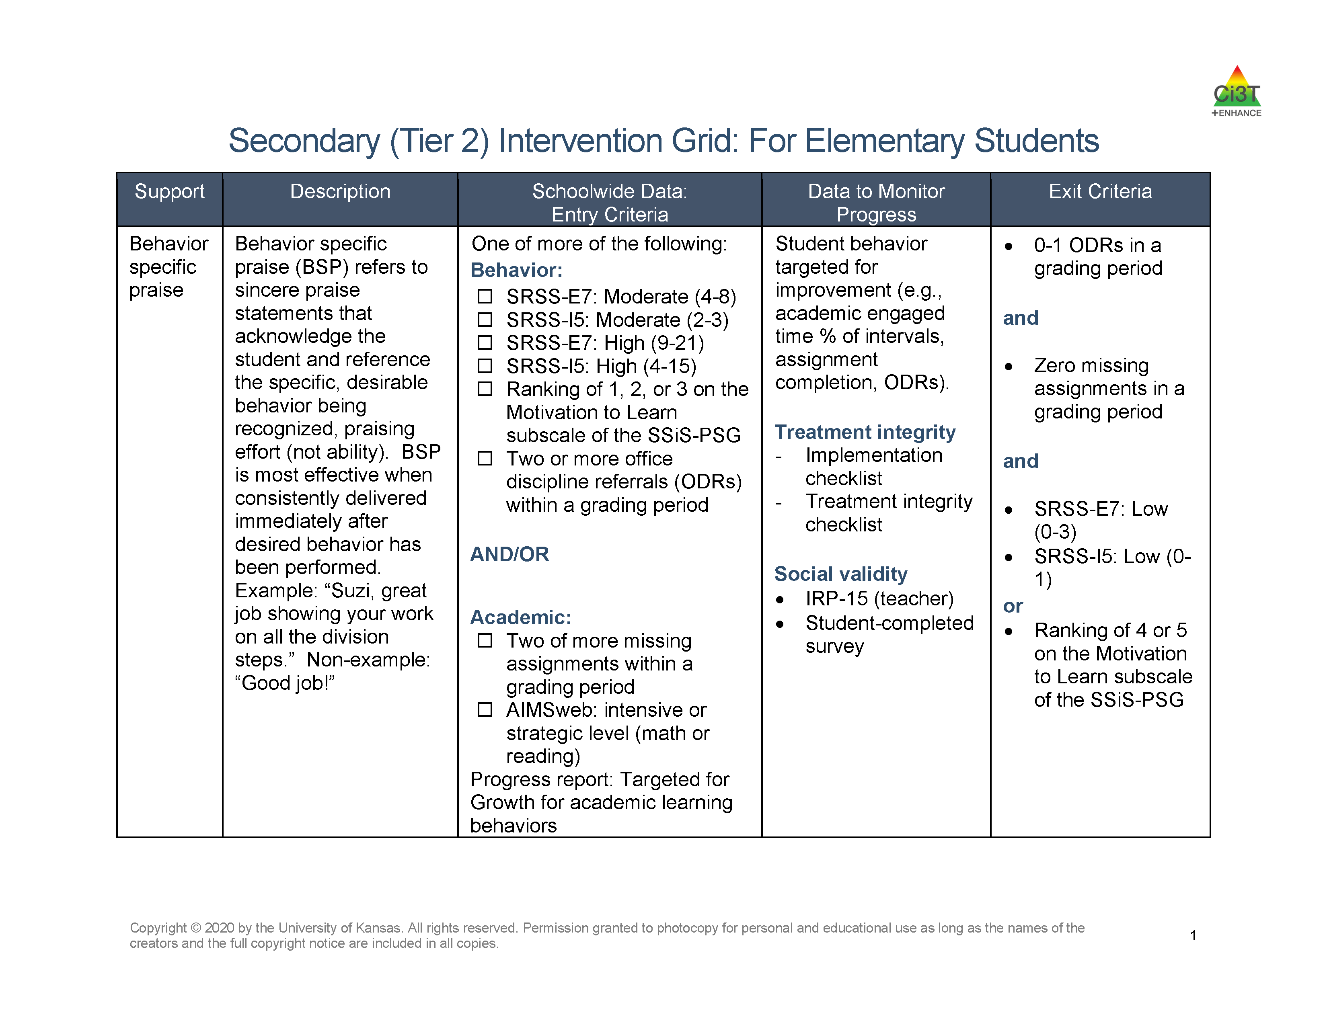 Ci3T
+ENHANCE
Secondary (Tier 2) Intervention Grid: For Elementary Students
Support
Description
Schoolwide Data:
Entry Criteria
Data to Monitor
Progress
Exit Criteria
Behavior
specific
praise
Behavior specific
praise (BSP) refers to
sincere praise
statements that
acknowledge the
student and reference
the specific, desirable
behavior being
recognized, praising
effort (not ability).  BSP
is most effective when
consistently delivered
immediately after
desired behavior has
been performed.
Example: “Suzi, great
job showing your work
on all the division
steps.”  Non-example:
“Good job!”
One of more of the following:
Behavior:
☐ SRSS-E7: Moderate (4-8)
☐ SRSS-I5: Moderate (2-3)
☐ SRSS-E7: High (9-21)
☐ SRSS-I5: High (4-15)
☐ Ranking of 1, 2, or 3 on the
Motivation to Learn
subscale of the SSiS-PSG
☐ Two or more office
discipline referrals (ODRs)
within a grading period
AND/OR
Academic:
☐ Two of more missing
assignments within a
grading period
☐ AIMSweb: intensive or
strategic level (math or
reading)
Progress report: Targeted for
Growth for academic learning
behaviors
Student behavior
targeted for
improvement (e.g.,
academic engaged
time % of intervals,
assignment
completion, ODRs).
Treatment integrity
- Implementation
checklist
- Treatment integrity
checklist
Social validity
• IRP-15 (teacher)
• Student-completed
survey
• 0-1 ODRs in a
grading period
and
• Zero missing
assignments in a
grading period
and
• SRSS-E7: Low
(0-3)
• SRSS-I5: Low (0-
1)
or
• Ranking of 4 or 5
on the Motivation
to Learn subscale
of the SSiS-PSG
Copyright © 2020 by the University of Kansas. All rights reserved. Permission granted to photocopy for personal and educational use as long as the names of the
creators and the full copyright notice are included in all copies.
1